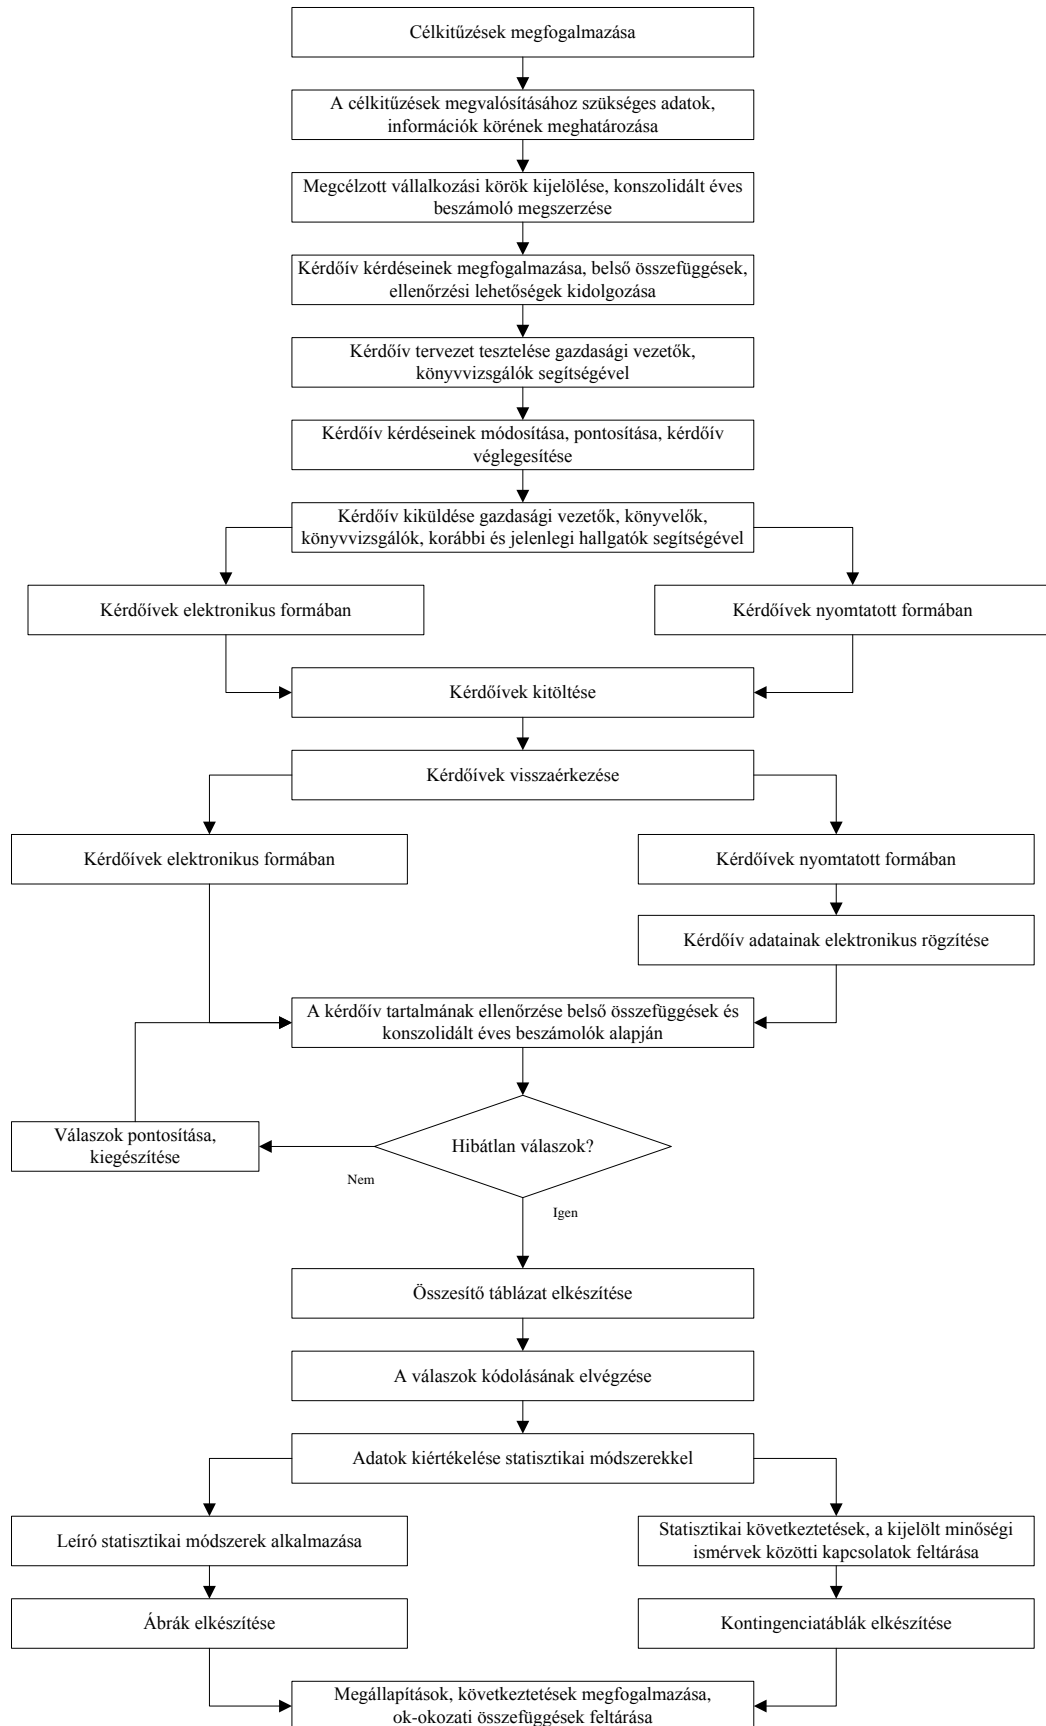 Célkitűzések megfogalmazása
A célkitűzések megvalósításához szükséges adatok,
információk körének meghatározása
Megcélzott vállalkozási körök kijelölése, konszolidált éves
beszámoló megszerzése
Kérdőív kérdéseinek megfogalmazása, belső összefüggések,
ellenőrzési lehetőségek kidolgozása
Kérdőív tervezet tesztelése gazdasági vezetők,
könyvvizsgálók segítségével
Kérdőív kérdéseinek módosítása, pontosítása, kérdőív
véglegesítése
Kérdőív kiküldése gazdasági vezetők, könyvelők,
könyvvizsgálók, korábbi és jelenlegi hallgatók segítségével
Kérdőívek elektronikus formában
Kérdőívek nyomtatott formában
Kérdőívek kitöltése
Kérdőívek visszaérkezése
Kérdőívek elektronikus formában
Kérdőívek nyomtatott formában
Kérdőív adatainak elektronikus rögzítése
A kérdőív tartalmának ellenőrzése belső összefüggések és
konszolidált éves beszámolók alapján
Válaszok pontosítása,
kiegészítése
Hibátlan válaszok?
Nem
Igen
Összesítő táblázat elkészítése
A válaszok kódolásának elvégzése
Adatok kiértékelése statisztikai módszerekkel
Leíró statisztikai módszerek alkalmazása
Statisztikai következtetések, a kijelölt minőségi
ismérvek közötti kapcsolatok feltárása
Ábrák elkészítése
Kontingenciatáblák elkészítése
Megállapítások, következtetések megfogalmazása,
ok-okozati összefüggések feltárása